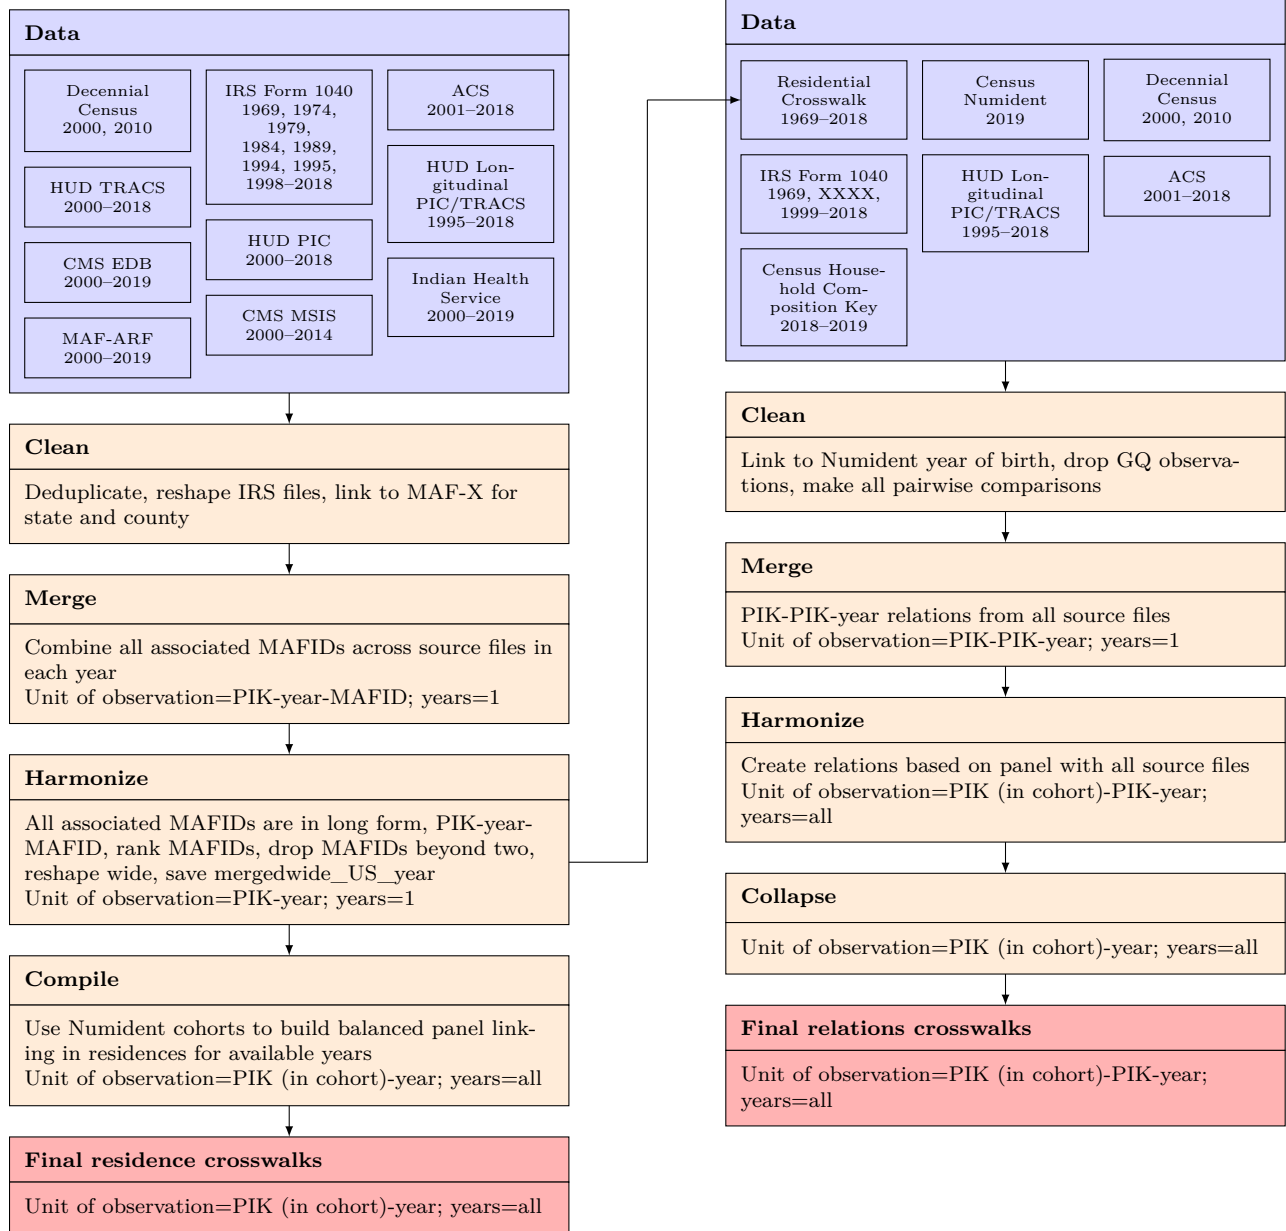 Data
Decennial
Census
2000, 2010
HUD TRACS
2000–2018
CMS EDB
2000–2019
MAF-ARF
2000–2019
IRS Form 1040
1969, 1974,
1979,
1984, 1989,
1994, 1995,
1998–2018
HUD PIC
2000–2018
CMS MSIS
2000–2014
ACS
2001–2018
HUD Lon-
gitudinal
PIC/TRACS
1995–2018
Indian Health
Service
2000–2019
Clean
Deduplicate, reshape IRS files, link to MAF-X for
state and county
Merge
Combine all associated MAFIDs across source files in
each year
Unit of observation=PIK-year-MAFID; years=1
Harmonize
All associated MAFIDs are in long form, PIK-year-
MAFID, rank MAFIDs, drop MAFIDs beyond two,
reshape wide, save mergedwide_US_year
Unit of observation=PIK-year; years=1
Compile
Use Numident cohorts to build balanced panel link-
ing in residences for available years
Unit of observation=PIK (in cohort)-year; years=all
Final residence crosswalks
Unit of observation=PIK (in cohort)-year; years=all
Data
Residential
Crosswalk
1969–2018
IRS Form 1040
1969, XXXX,
1999–2018
Census House-
hold Com-
position Key
2018–2019
Census
Numident
2019
HUD Lon-
gitudinal
PIC/TRACS
1995–2018
Decennial
Census
2000, 2010
ACS
2001–2018
Clean
Link to Numident year of birth, drop GQ observa-
tions, make all pairwise comparisons
Merge
PIK-PIK-year relations from all source files
Unit of observation=PIK-PIK-year; years=1
Harmonize
Create relations based on panel with all source files
Unit of observation=PIK (in cohort)-PIK-year;
years=all
Collapse
Unit of observation=PIK (in cohort)-year; years=all
Final relations crosswalks
Unit of observation=PIK (in cohort)-PIK-year;
years=all